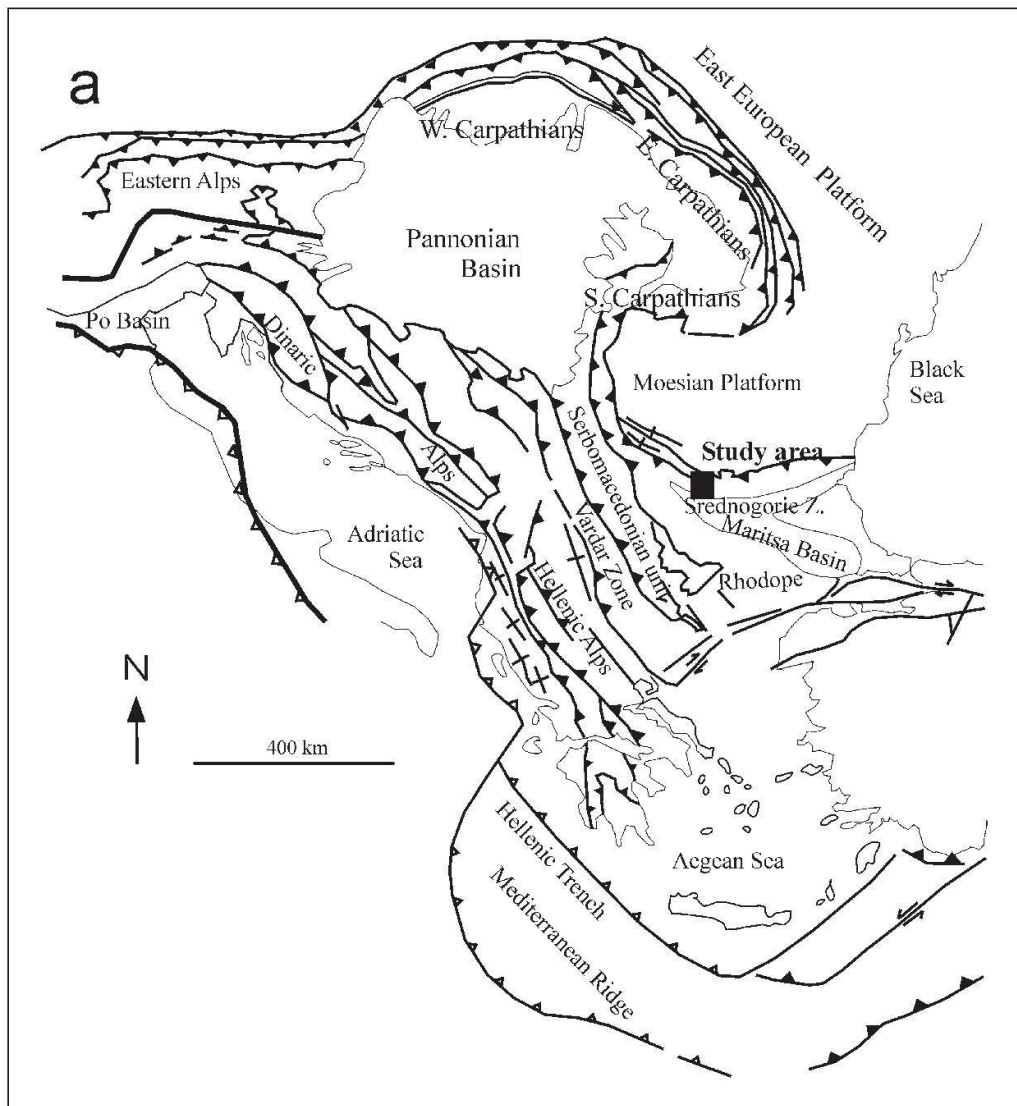 a
East European Platform
W. Carpathians
E. Carpathians
Eastern Alps
Pannonian
Basin
S. Carpathians
Po Basin
Dinaric
Moesian Platform
Black
Sea
Alps
Study area
Serbomacedonian unit
Srednogorie Z.
Vardar Zone
Maritsa Basin
Adriatic
Sea
Rhodope
Hellenic Alps
N
400 km
Hellenic Trench
Aegean Sea
Mediterranean Ridge